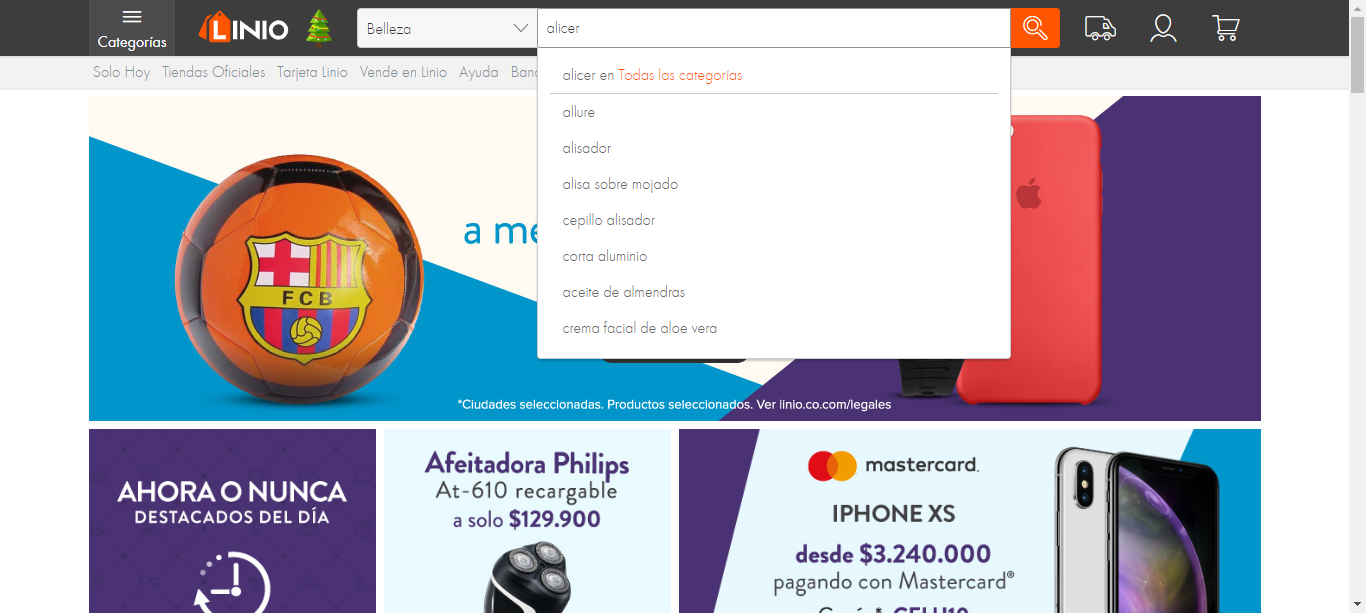 Categorías
LINIO
Belleza
alicer
Solo Hoy Tiendas Oficiales Tarjeta Linio Vende en Linio Ayuda
alicer en Todas las categorías
allure
alisador
alisa sobre mojado
cepillo alisador
corta aluminio
aceite de almendras
crema facial de aloe vera
a
FCB
*Ciudades seleccionadas. Productos seleccionados. Ver linio.co.com/legales
AHORA O NUNCA
DESTACADOS DEL DÍA
Afeitadora Philips
At-610 recargable
a solo $129.900
mastercard.
IPHONE XS
desde $3.240.000
pagando con Mastercard®